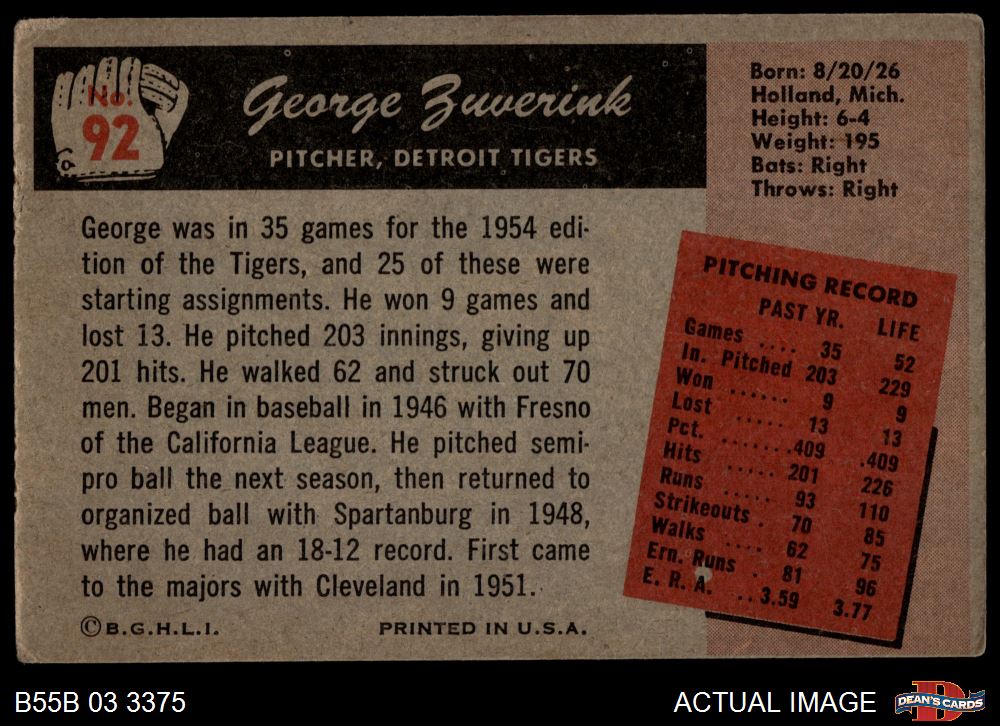 No.
92
George Zuverink
PITCHER, DETROIT TIGERS
Born: 8/20/26
Holland, Mich.
Height: 6-4
Weight: 195
Bats: Right
Throws: Right
George was in 35 games for the 1954 edi-
tion of the Tigers, and 25 of these were
starting assignments. He won 9 games and
lost 13. He pitched 203 innings, giving up
201 hits. He walked 62 and struck out 70
men. Began in baseball in 1946 with Fresno
of the California League. He pitched semi-
pro ball the next season, then returned to
organized ball with Spartanburg in 1948,
where he had an 18-12 record. First came
to the majors with Cleveland in 1951.
©B.G.H.L.I. PRINTED IN U.S.A.
PITCHING RECORD
PAST YR. LIFE
Games .... 35 52
In. Pitched 203 229
Won ...... 9 9
Lost ..... 13 13
Pct. .......409 .409
Hits ..... 201 226
Runs ..... 93 110
Strikeouts . 70 85
Walks .... 62 75
Ern. Runs . 81 96
E. R. A. ..3.59 3.77
B55B 03 3375
ACTUAL IMAGE
D
DEAN'S CARDS